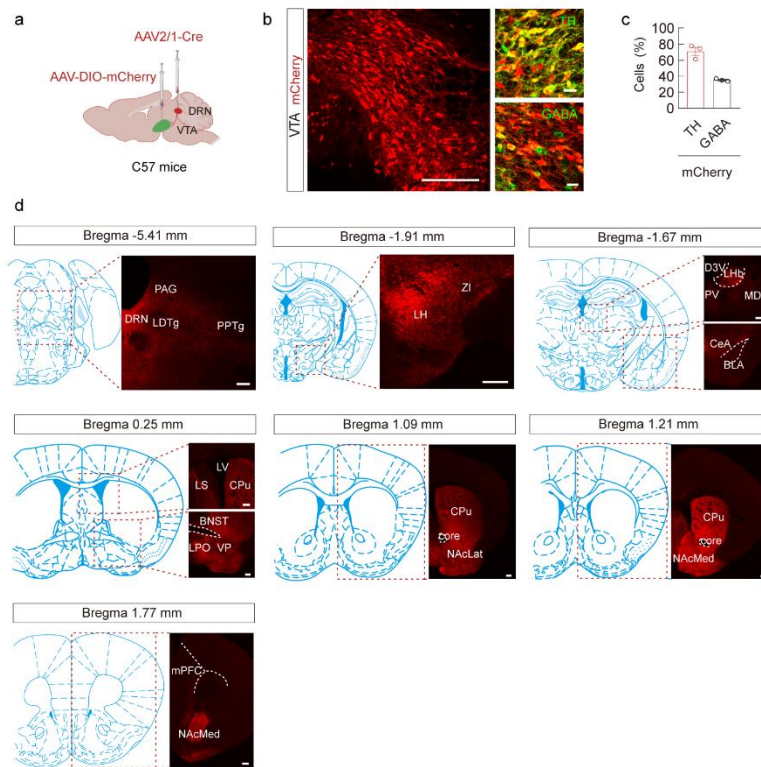 a
AAV2/1-Cre
AAV-DIO-mCherry
DRN
VTA
C57 mice
b
VTA mCherry
TH
GABA
c
Cells (%)
100
80
60
40
20
0
TH
GABA
mCherry
d
Bregma -5.41 mm
PAG
DRN
LDTg
PPTg
Bregma -1.91 mm
ZI
LH
Bregma -1.67 mm
D3V
LHb
PV
MD
CeA
BLA
Bregma 0.25 mm
LV
LS
CPu
BNST
LPO
VP
Bregma 1.09 mm
CPu
core
NAcLat
Bregma 1.21 mm
CPu
core
NAcMed
Bregma 1.77 mm
mPFC
NAcMed